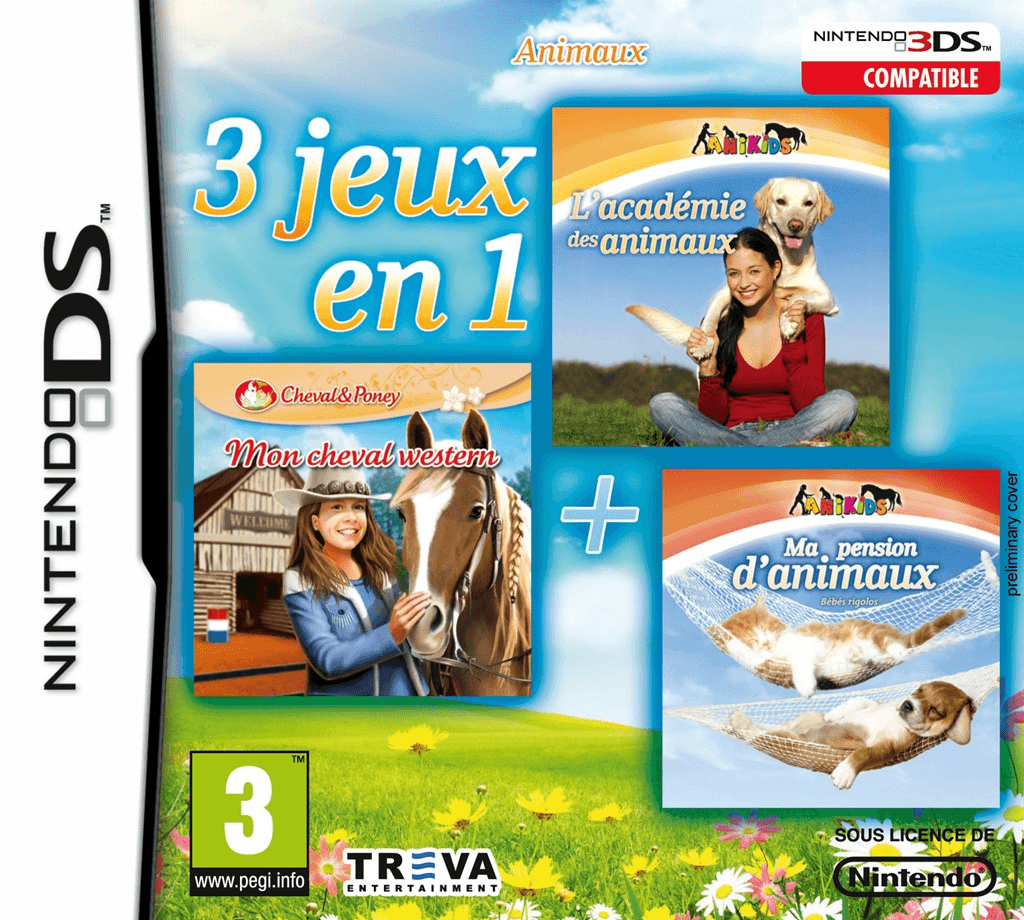 NINTENDO DS™
Animaux
NINTENDO 3DS™
COMPATIBLE
3 jeux
en 1
ANIKIDS
L'académie
des animaux
Cheval&Poney
Mon cheval western
WELCOME
+
ANIKIDS
Ma pension
d'animaux
Bébés rigolos
preliminary cover
3™
www.pegi.info
TREVA
ENTERTAINMENT
SOUS LICENCE DE
Nintendo®